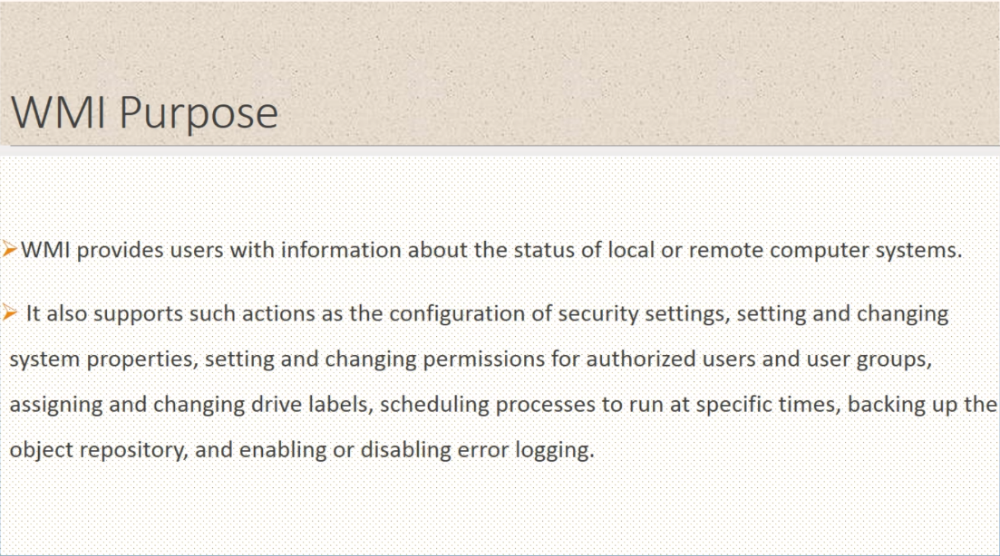 WMI Purpose
➢WMI provides users with information about the status of local or remote computer systems.
➢ It also supports such actions as the configuration of security settings, setting and changing
system properties, setting and changing permissions for authorized users and user groups,
assigning and changing drive labels, scheduling processes to run at specific times, backing up the
object repository, and enabling or disabling error logging.